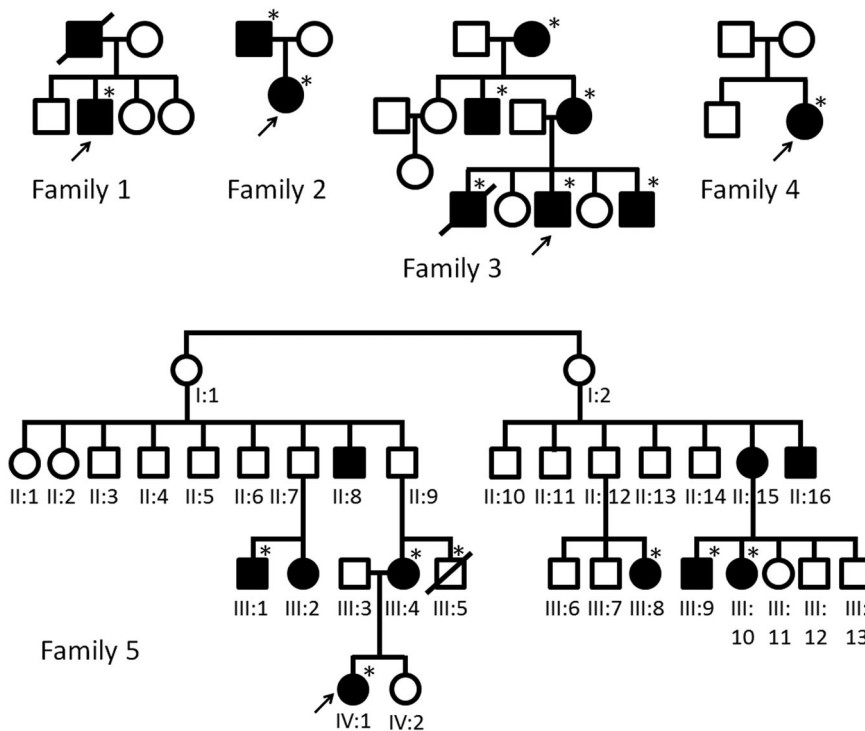 * * * * * *
Family 1 Family 2 Family 4
* * *
Family 3
I:1 I:2
II:1 II:2 II:3 II:4 II:5 II:6 II:7 II:8 II:9 II:10 II:11 II:12 II:13 II:14 II:15 II:16
* * * * * *
III:1 III:2 III:3 III:4 III:5 III:6 III:7 III:8 III:9 III:10 III:11 III:12 III:13
Family 5
*
IV:1 IV:2